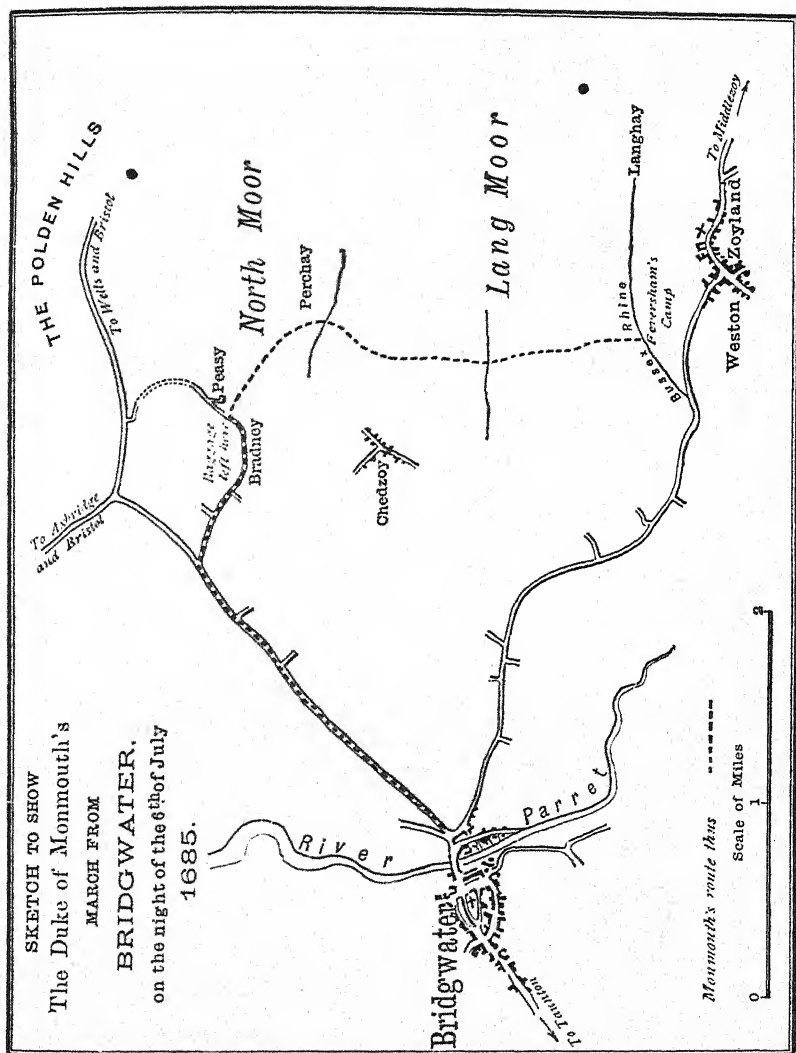 SKETCH TO SHOW
The Duke of Monmouth's
MARCH FROM
BRIDGWATER.
on the night of the 6th of July
1685.
THE POLDEN HILLS
To Axbridge
and Bristol
To Wells and Bristol
Peasy
Baggage
left here
Bradney
North Moor
Perchay
Chedzoy
Lang Moor
River
Parret
Bridgwater
To Taunton
Bussex
Rhine
Langhay
Feversham's
Camp
To Middlezoy
Weston
Zoyland
Monmouth's route thus
Scale of Miles
0
1
2